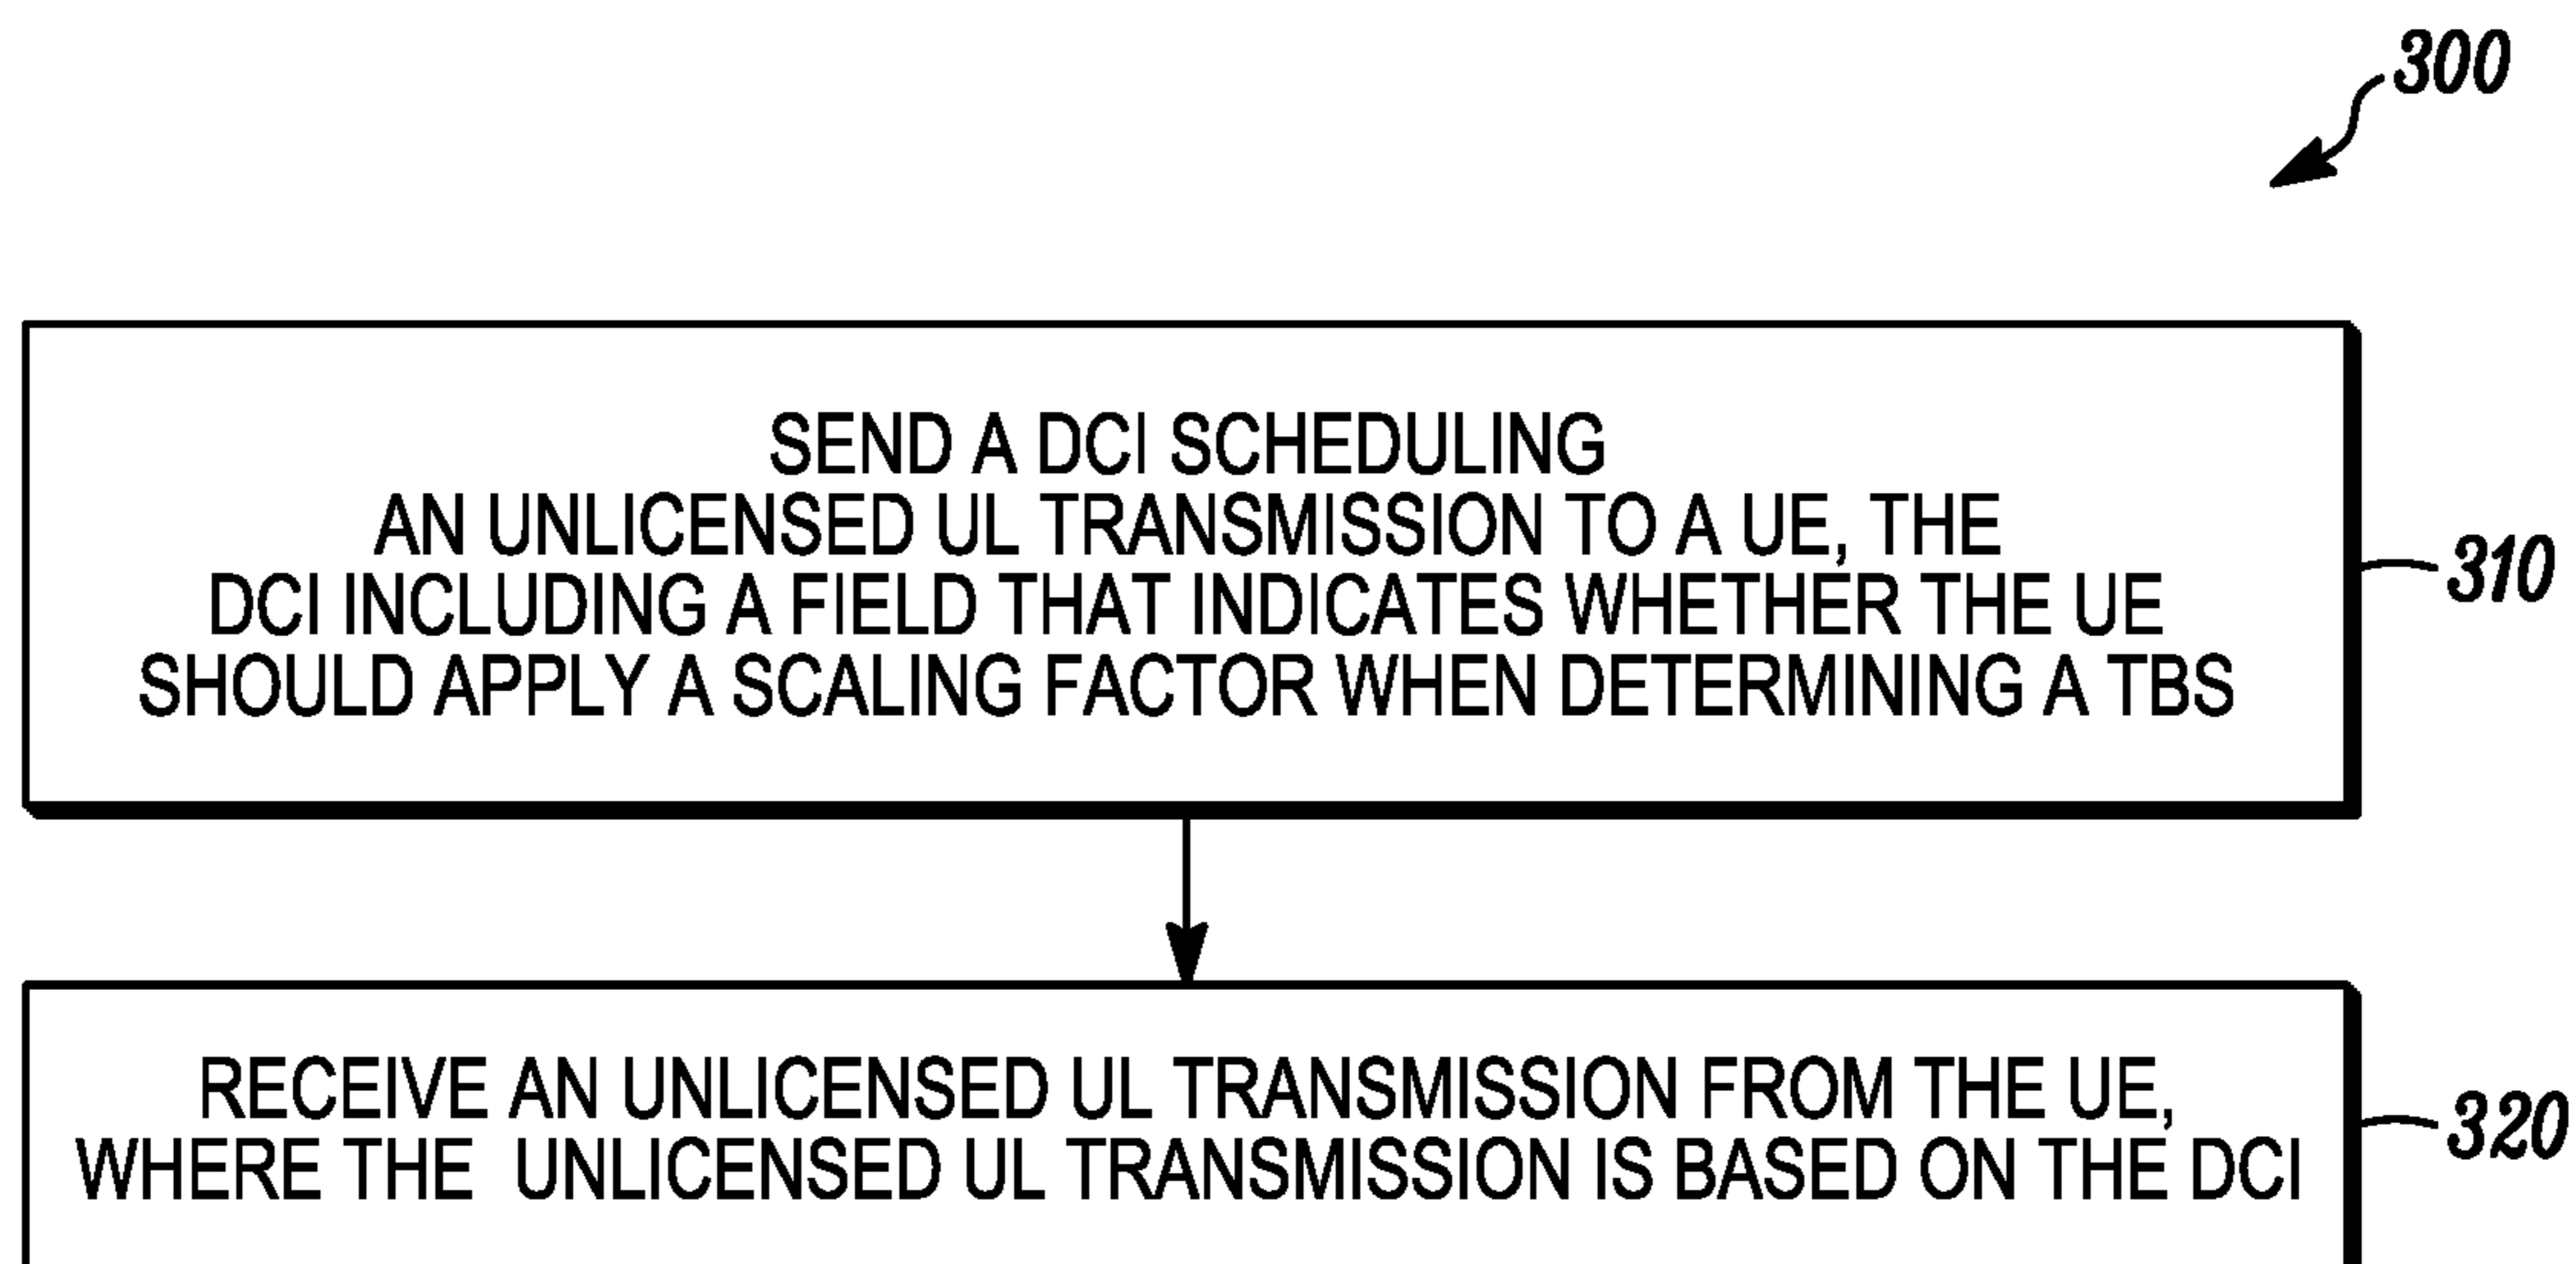 300
SEND A DCI SCHEDULING
AN UNLICENSED UL TRANSMISSION TO A UE, THE
DCI INCLUDING A FIELD THAT INDICATES WHETHER THE UE
SHOULD APPLY A SCALING FACTOR WHEN DETERMINING A TBS
310
RECEIVE AN UNLICENSED UL TRANSMISSION FROM THE UE,
WHERE THE UNLICENSED UL TRANSMISSION IS BASED ON THE DCI
320